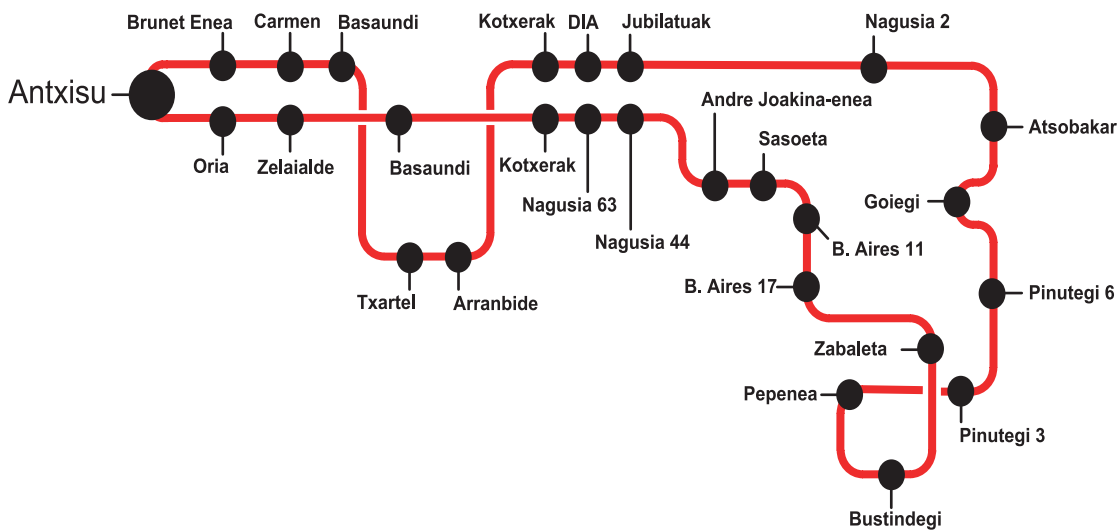 Brunet Enea
Carmen
Basaundi
Kotxerak
DIA
Jubilatuak
Nagusia 2
Antxisu
Andre Joakina-enea
Atsobakar
Sasoeta
Oria
Zelaialde
Basaundi
Kotxerak
Nagusia 63
Goiegi
Nagusia 44
B. Aires 11
Txartel
Arranbide
B. Aires 17
Pinutegi 6
Zabaleta
Pepenea
Pinutegi 3
Bustindegi